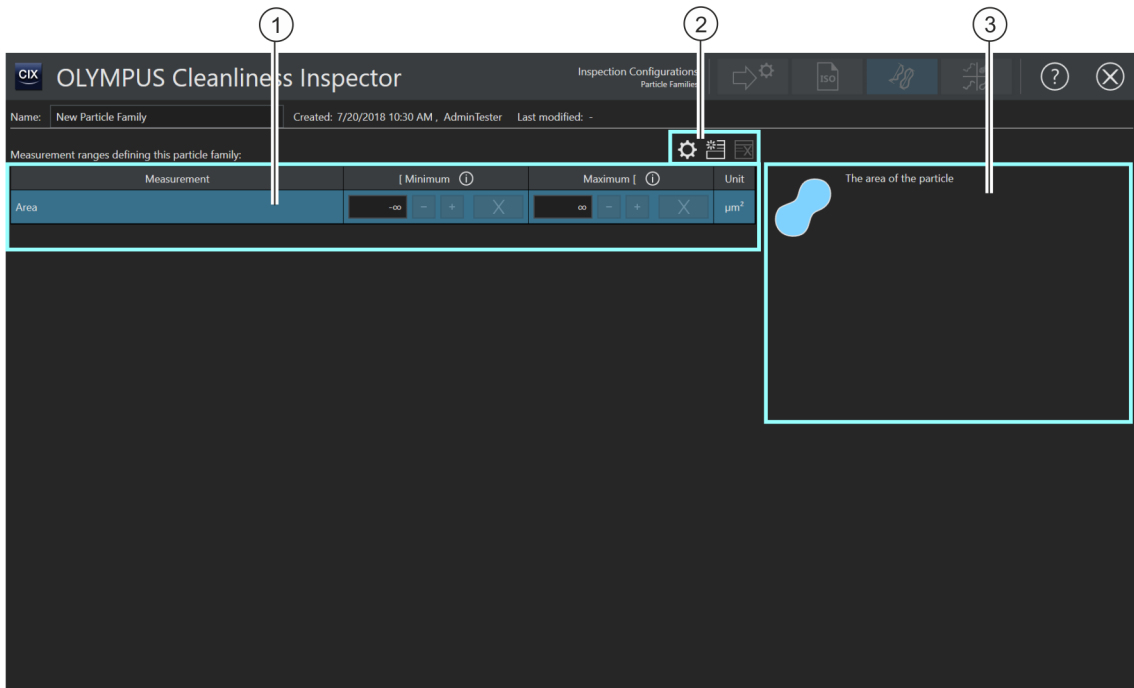 1
2
3
CIX
OLYMPUS Cleanliness Inspector
Inspection Configurations
Particle Families
ISO
?
Name:
New Particle Family
Created: 7/20/2018 10:30 AM , AdminTester
Last modified: -
Measurement ranges defining this particle family:
Measurement
[ Minimum
Maximum [
Unit
Area
-∞
-
+
X
∞
-
+
X
µm²
The area of the particle